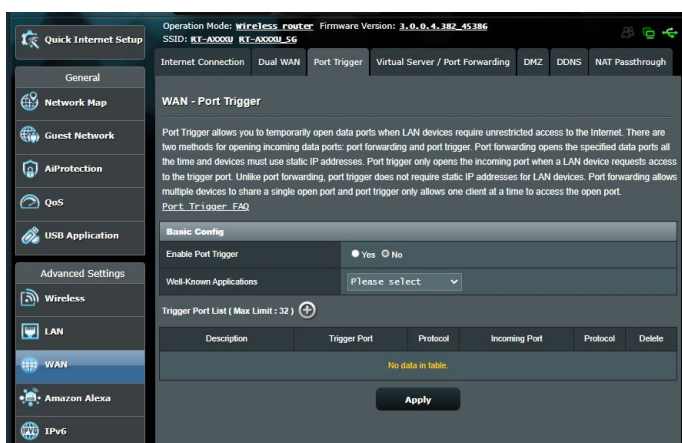 Quick Internet Setup
General
Network Map
Guest Network
AiProtection
QoS
USB Application
Advanced Settings
Wireless
LAN
WAN
Amazon Alexa
IPv6
Operation Mode: Wireless router Firmware Version: 3.0.0.4.382_45386
SSID: RT-AXXXU RT-AXXXU_5G
Internet Connection Dual WAN Port Trigger Virtual Server / Port Forwarding DMZ DDNS NAT Passthrough
WAN - Port Trigger
Port Trigger allows you to temporarily open data ports when LAN devices require unrestricted access to the Internet. There are
two methods for opening incoming data ports: port forwarding and port trigger. Port forwarding opens the specified data ports all
the time and devices must use static IP addresses. Port trigger only opens the incoming port when a LAN device requests access
to the trigger port. Unlike port forwarding, port trigger does not require static IP addresses for LAN devices. Port forwarding allows
multiple devices to share a single open port and port trigger only allows one client at a time to access the open port.
Port Trigger FAQ
Basic Config
Enable Port Trigger Yes No
Well-Known Applications Please select
Trigger Port List ( Max Limit : 32 )
Description Trigger Port Protocol Incoming Port Protocol Delete
No data in table.
Apply